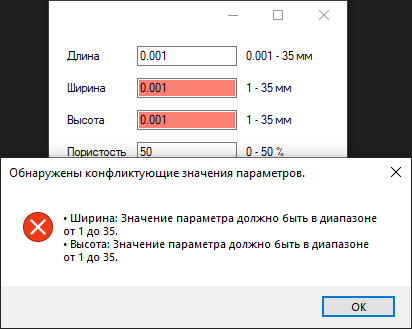 Длина 0.001 0.001 - 35 мм
Ширина 0.001 1 - 35 мм
Высота 0.001 1 - 35 мм
Пористость 50 0 - 50 %
Обнаружены конфликтующие значения параметров.
• Ширина: Значение параметра должно быть в диапазоне
от 1 до 35.
• Высота: Значение параметра должно быть в диапазоне
от 1 до 35.
OK